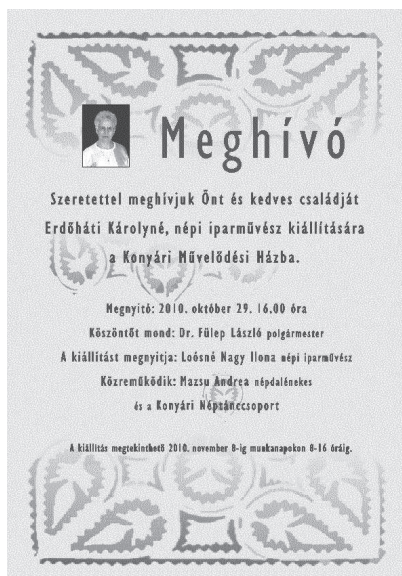 Meghívó
Szeretettel meghívjuk Önt és kedves családját
Erdőháti Károlyné, népi iparművész kiállítására
a Konyári Művelődési Házba.
Megnyitó: 2010. október 29. 16.00 óra
Köszöntőt mond: Dr. Fülep László polgármester
A kiállítást megnyitja: Loósné Nagy Ilona népi iparművész
Közreműködik: Mazsu Andrea népdalénekes
és a Konyári Néptánccsoport
A kiállítás megtekinthető 2010. november 8-ig munkanapokon 8-16 óráig.